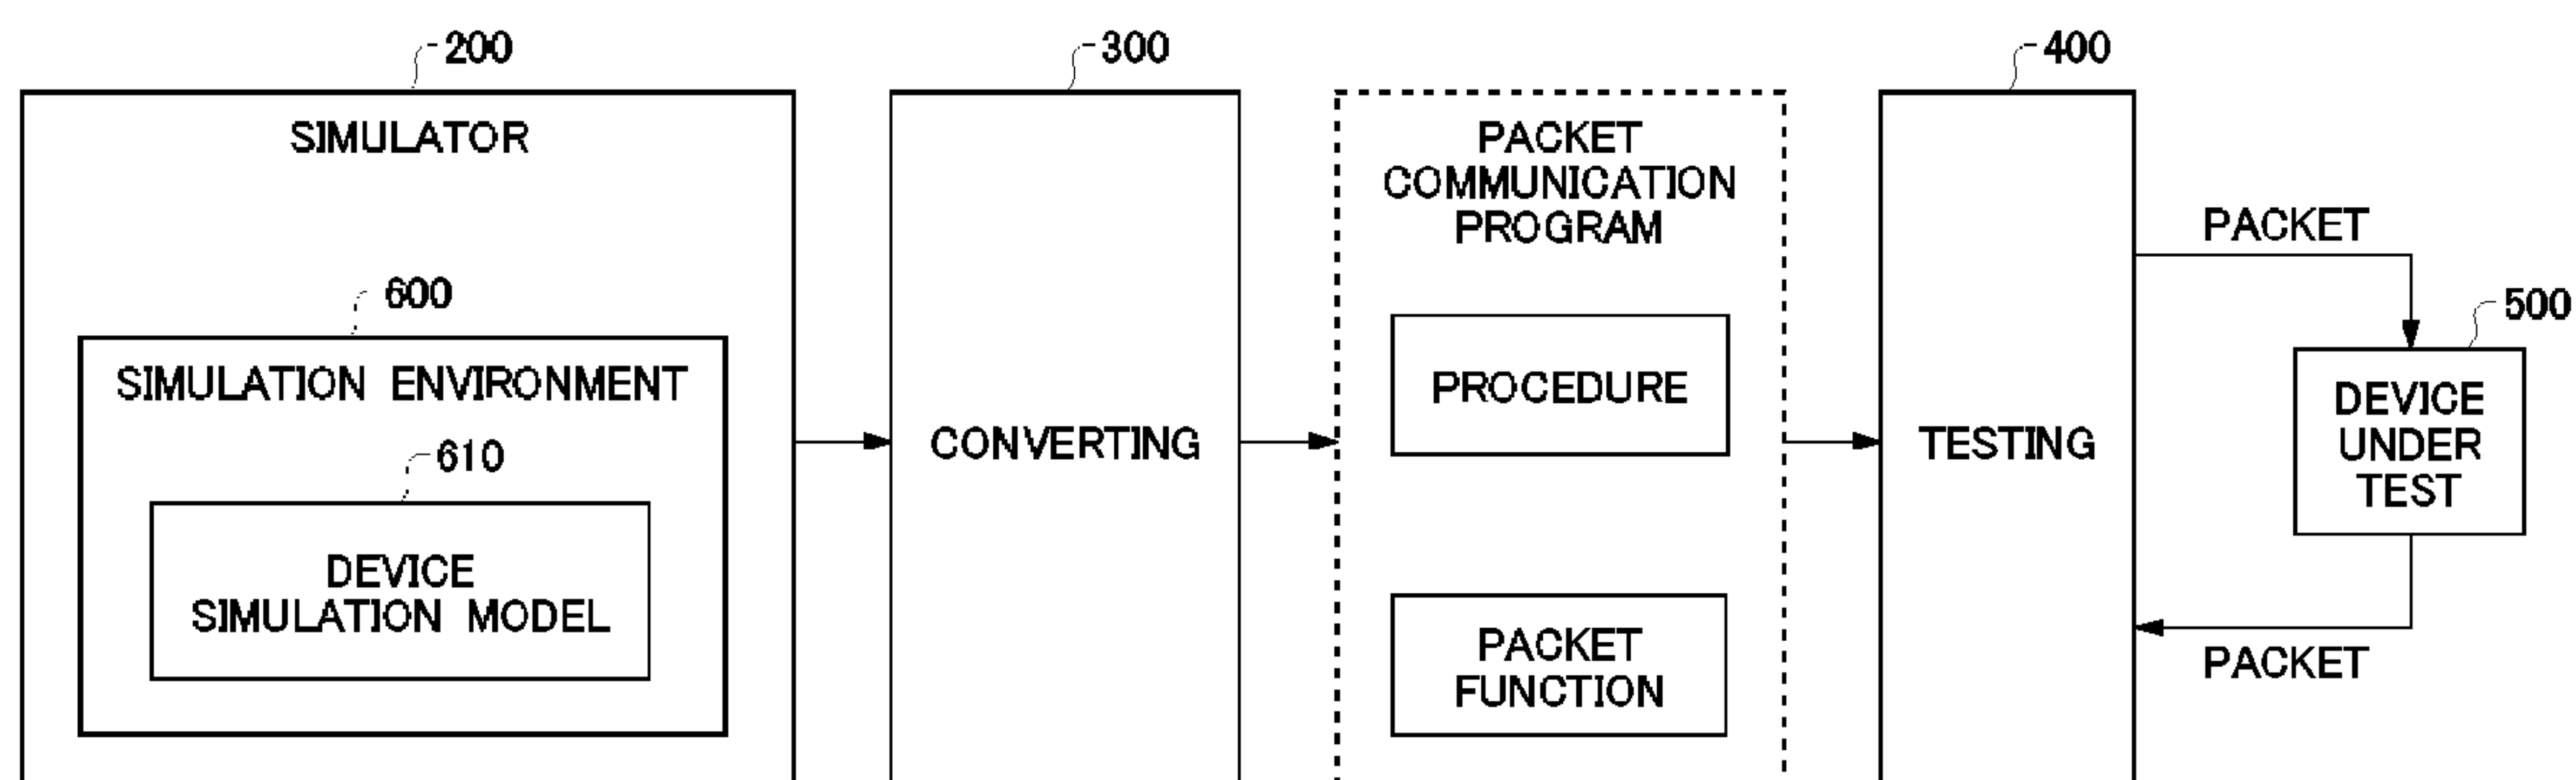 200
SIMULATOR
600
SIMULATION ENVIRONMENT
610
DEVICE
SIMULATION MODEL
300
CONVERTING
PACKET
COMMUNICATION
PROGRAM
PROCEDURE
PACKET
FUNCTION
400
TESTING
PACKET
500
DEVICE
UNDER
TEST
PACKET